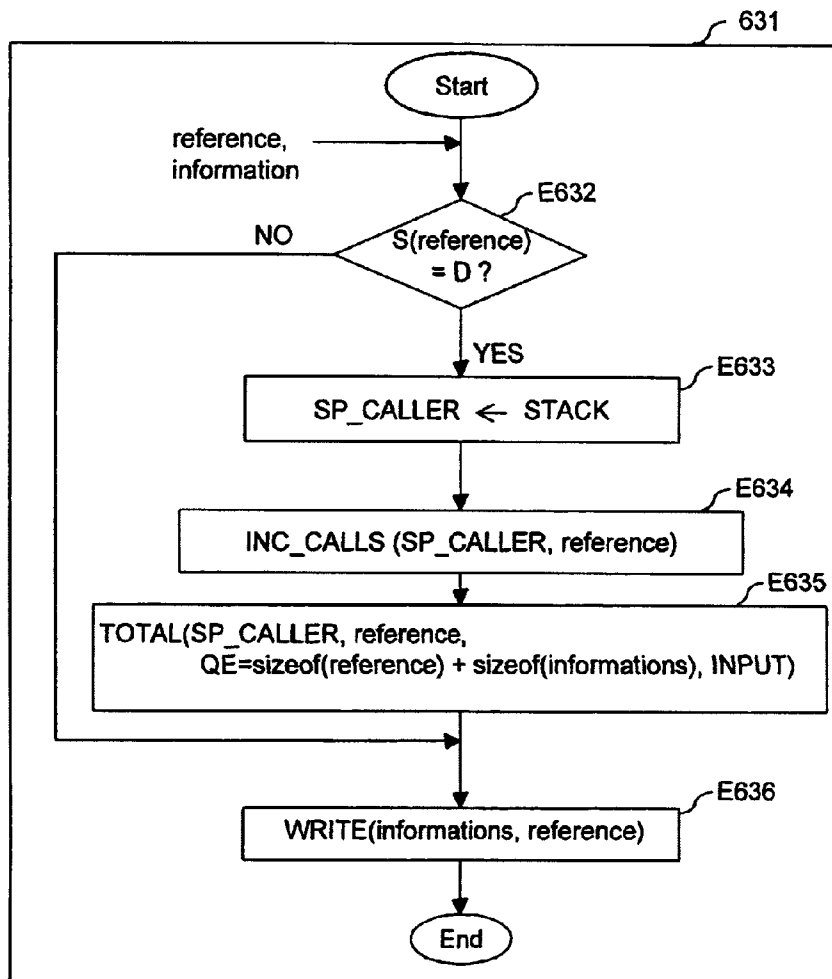 631
Start
reference,
information
E632
NO
S(reference)
= D ?
YES
E633
SP_CALLER ← STACK
E634
INC_CALLS (SP_CALLER, reference)
E635
TOTAL(SP_CALLER, reference,
QE=sizeof(reference) + sizeof(informations), INPUT)
E636
WRITE(informations, reference)
End